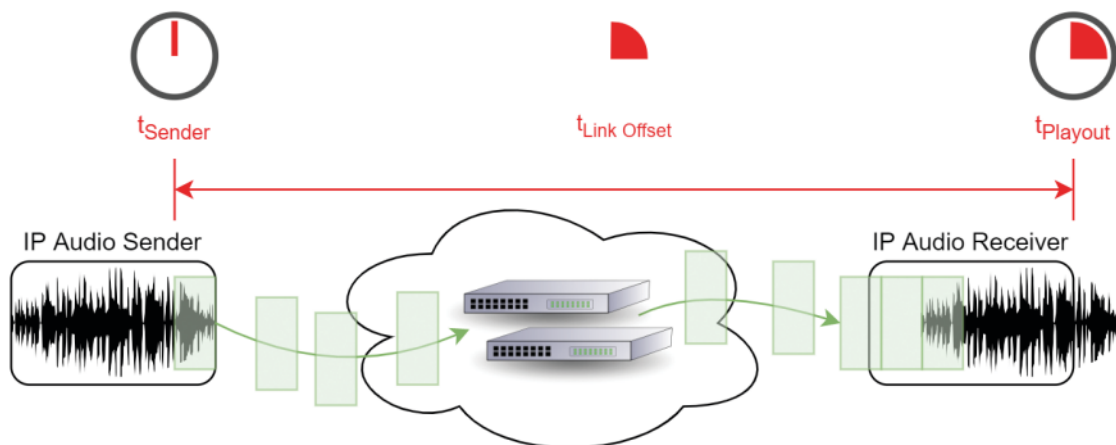 tSender
tLink Offset
tPlayout
IP Audio Sender
IP Audio Receiver